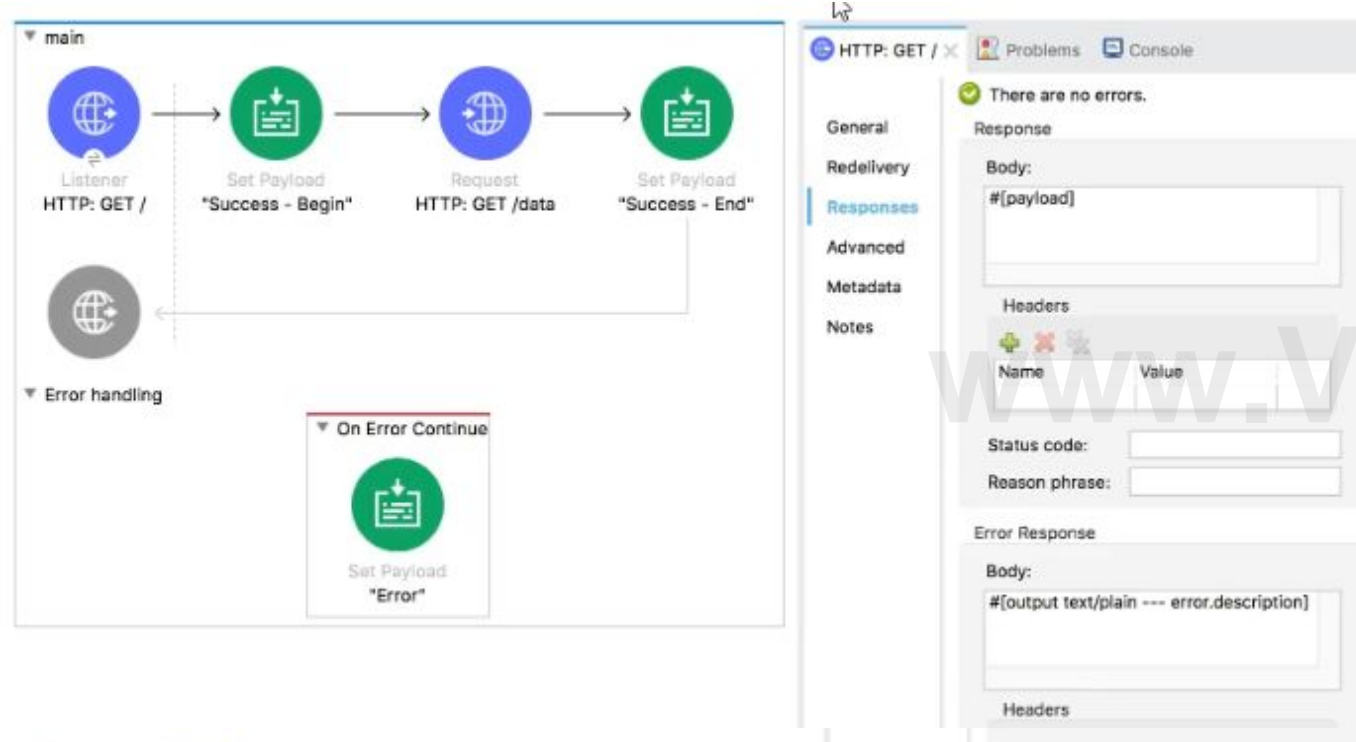 main
Listener
HTTP: GET /
Set Payload
"Success - Begin"
Request
HTTP: GET /data
Set Payload
"Success - End"
Error handling
On Error Continue
Set Payload
"Error"
HTTP: GET /
Problems
Console
There are no errors.
General
Redelivery
Responses
Advanced
Metadata
Notes
Response
Body:
#[payload]
Headers
Name Value
Status code:
Reason phrase:
Error Response
Body:
#[output text/plain --- error.description]
Headers
www.V